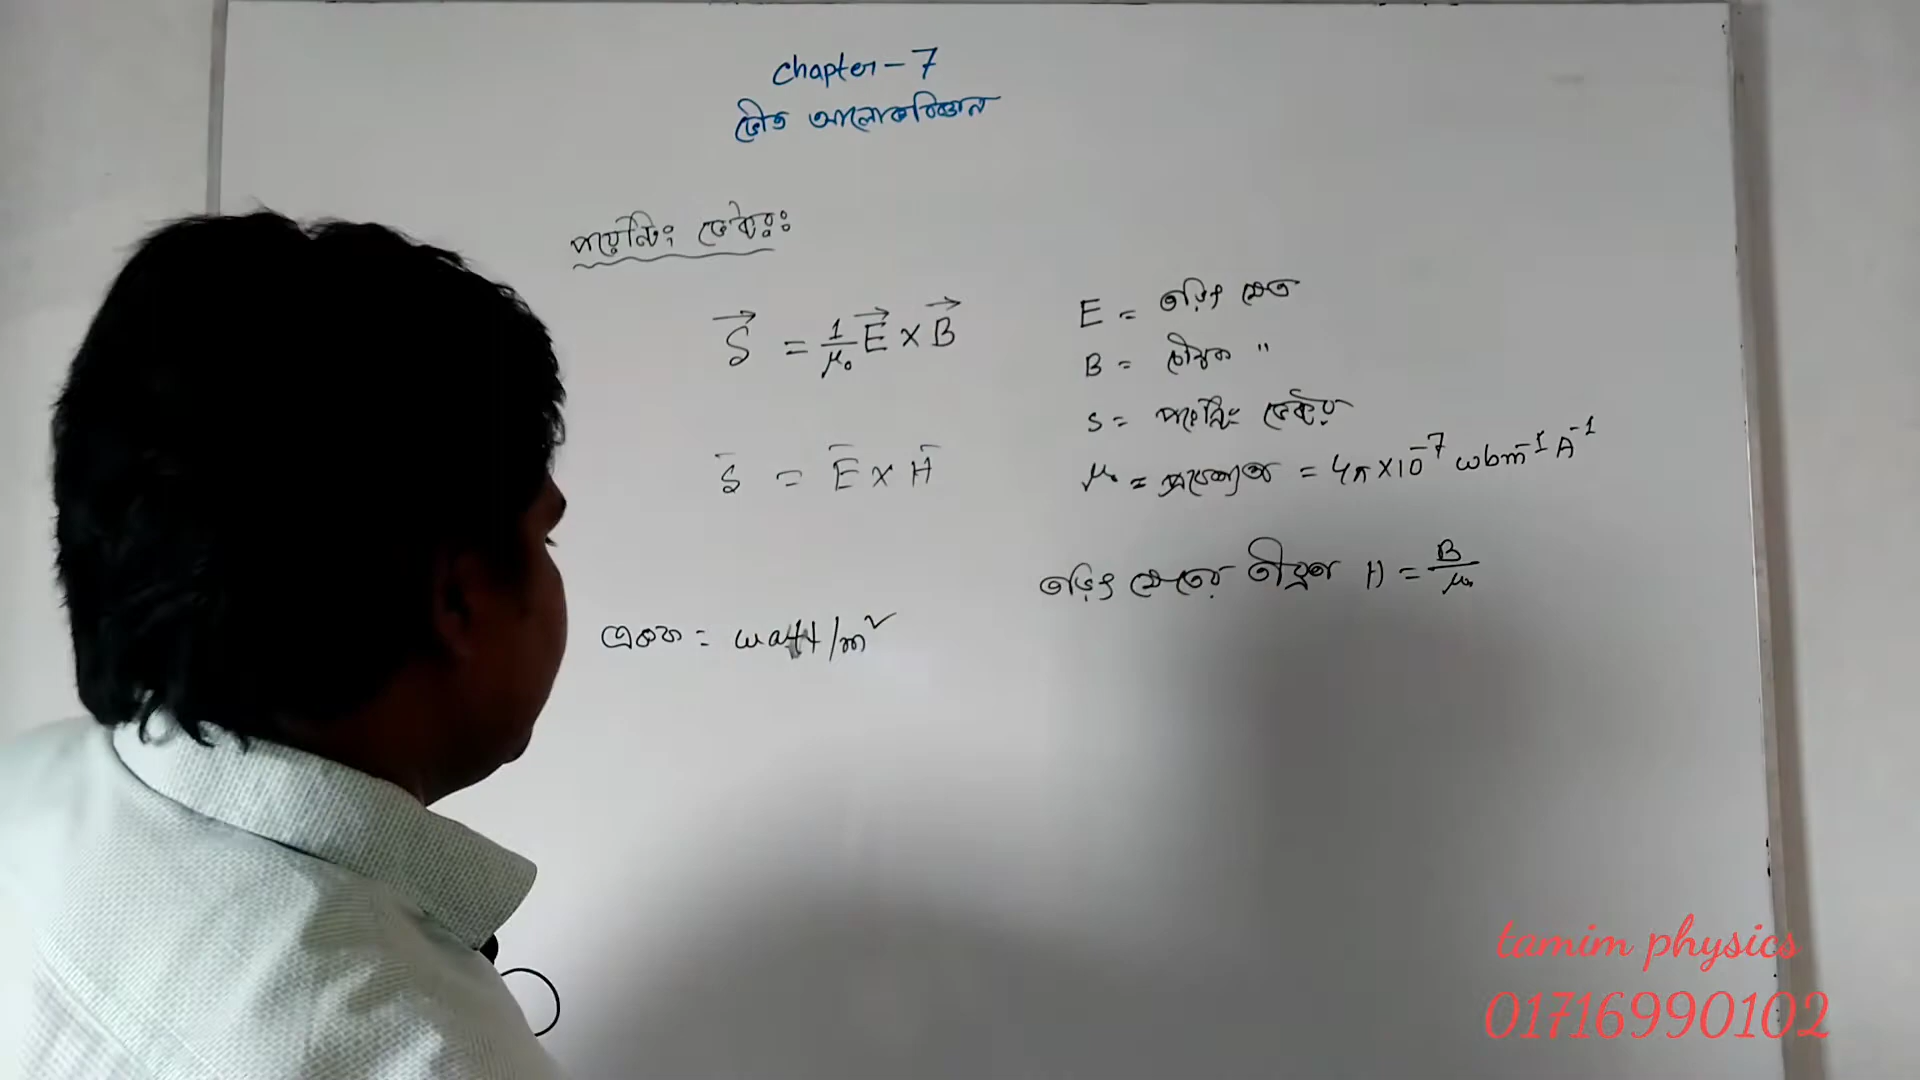 Chapter - 7
ভৌত আলোকবিজ্ঞান
পয়েন্টিং ভেক্টরঃ
S⃗ = 1/μ₀ E⃗ × B⃗
S̄ = Ē × H̄
একক = watt/m²
E = তড়িৎ ক্ষেত্র
B = চৌম্বক "
S = পয়েন্টিং ভেক্টর
μ₀ = প্রবেশ্যতা = 4π×10⁻⁷ wbm⁻¹A⁻¹
তড়িৎ ক্ষেত্রের তীব্রতা H = B/μ₀
tamim physics
01716990102